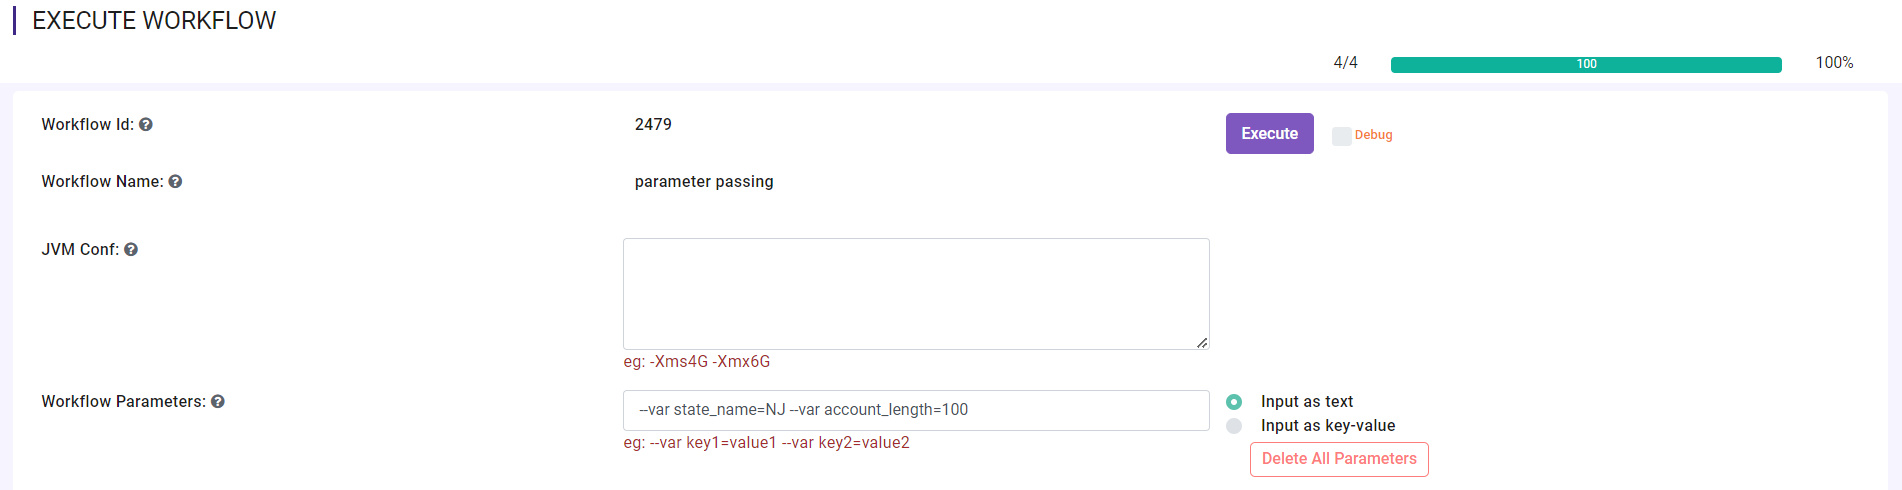 EXECUTE WORKFLOW
4/4 100 100%
Workflow Id: 2479 Execute Debug
Workflow Name: parameter passing
JVM Conf:
eg: -Xms4G -Xmx6G
Workflow Parameters: --var state_name=NJ --var account_length=100 Input as text
eg: --var key1=value1 --var key2=value2 Input as key-value
Delete All Parameters